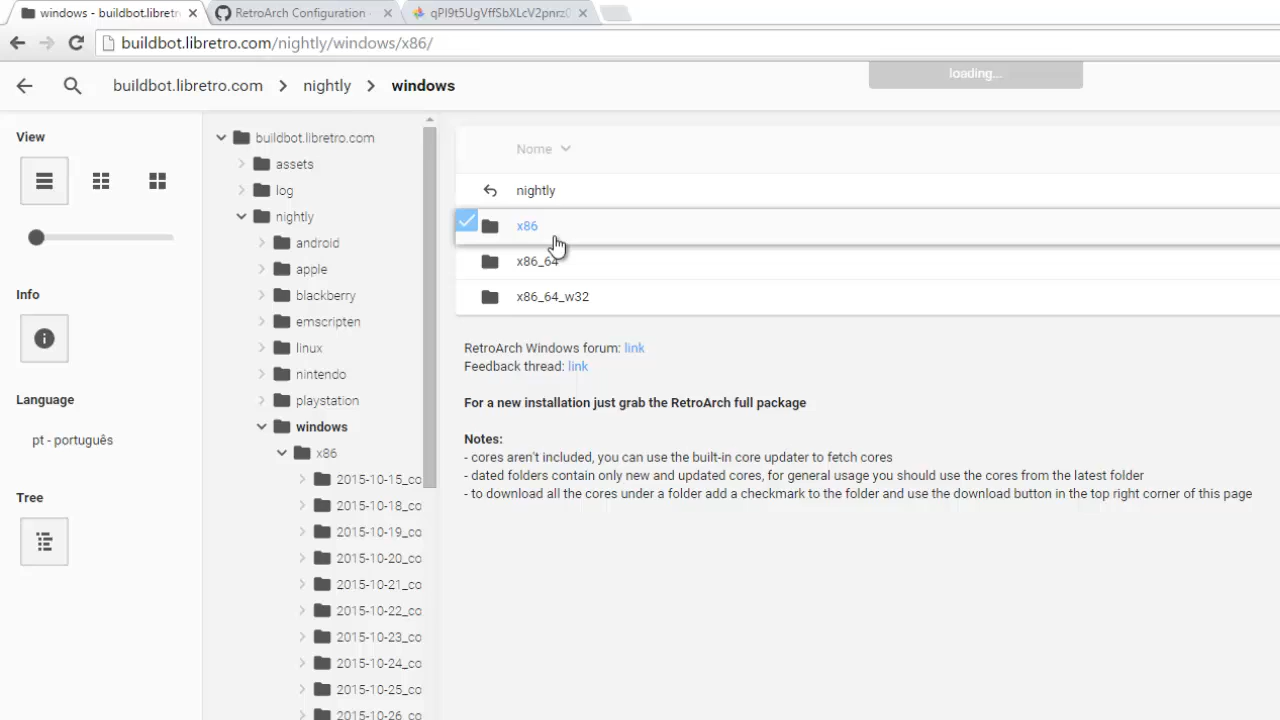 windows - buildbot.libretro
RetroArch Configuration
qPI9t5UgVffSbXLcV2pnrz0
buildbot.libretro.com/nightly/windows/x86/
buildbot.libretro.com > nightly > windows
loading...
View
Info
Language
pt - português
Tree
buildbot.libretro.com
assets
log
nightly
android
apple
blackberry
emscripten
linux
nintendo
playstation
windows
x86
2015-10-15_co
2015-10-18_co
2015-10-19_co
2015-10-20_co
2015-10-21_co
2015-10-22_co
2015-10-23_co
2015-10-24_co
2015-10-25_co
2015-10-26_co
Nome
nightly
x86
x86_64
x86_64_w32
RetroArch Windows forum: link
Feedback thread: link
For a new installation just grab the RetroArch full package
Notes:
- cores aren't included, you can use the built-in core updater to fetch cores
- dated folders contain only new and updated cores, for general usage you should use the cores from the latest folder
- to download all the cores under a folder add a checkmark to the folder and use the download button in the top right corner of this page